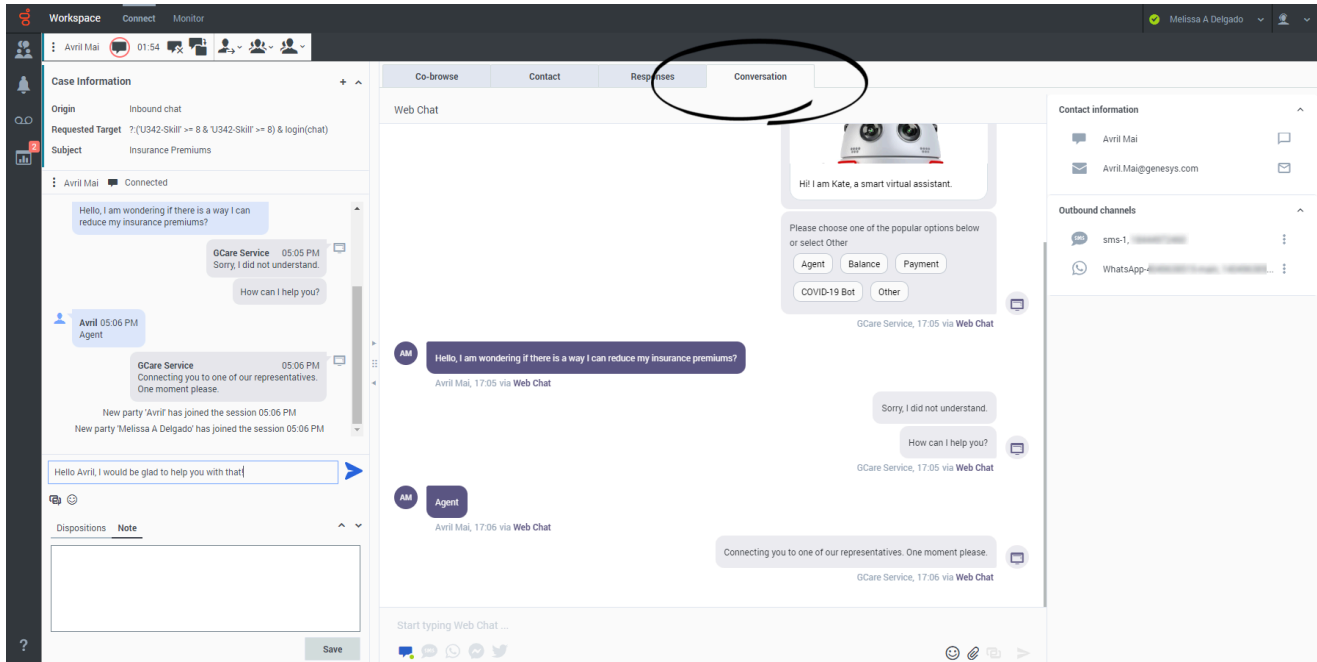 Workspace Connect Monitor
Melissa A Delgado
Avril Mai 01:54
2
Case Information
Origin Inbound chat
Requested Target ?:('U342-Skill' >= 8 & 'U342-Skill' >= 8) & login(chat)
Subject Insurance Premiums
Avril Mai Connected
Hello, I am wondering if there is a way I can
reduce my insurance premiums?
GCare Service 05:05 PM
Sorry, I did not understand.
How can I help you?
Avril 05:06 PM
Agent
GCare Service 05:06 PM
Connecting you to one of our representatives.
One moment please.
New party 'Avril' has joined the session 05:06 PM
New party 'Melissa A Delgado' has joined the session 05:06 PM
Hello Avril, I would be glad to help you with that!
Dispositions Note
Save
?
Co-browse Contact Responses Conversation
Web Chat
Hi! I am Kate, a smart virtual assistant.
Please choose one of the popular options below
or select Other
Agent Balance Payment
COVID-19 Bot Other
GCare Service, 17:05 via Web Chat
AM
Hello, I am wondering if there is a way I can reduce my insurance premiums?
Avril Mai, 17:05 via Web Chat
Sorry, I did not understand.
How can I help you?
GCare Service, 17:05 via Web Chat
AM
Agent
Avril Mai, 17:06 via Web Chat
Connecting you to one of our representatives. One moment please.
GCare Service, 17:06 via Web Chat
Start typing Web Chat ...
Contact information
Avril Mai
Avril.Mai@genesys.com
Outbound channels
SMS
sms-1,
WhatsApp-